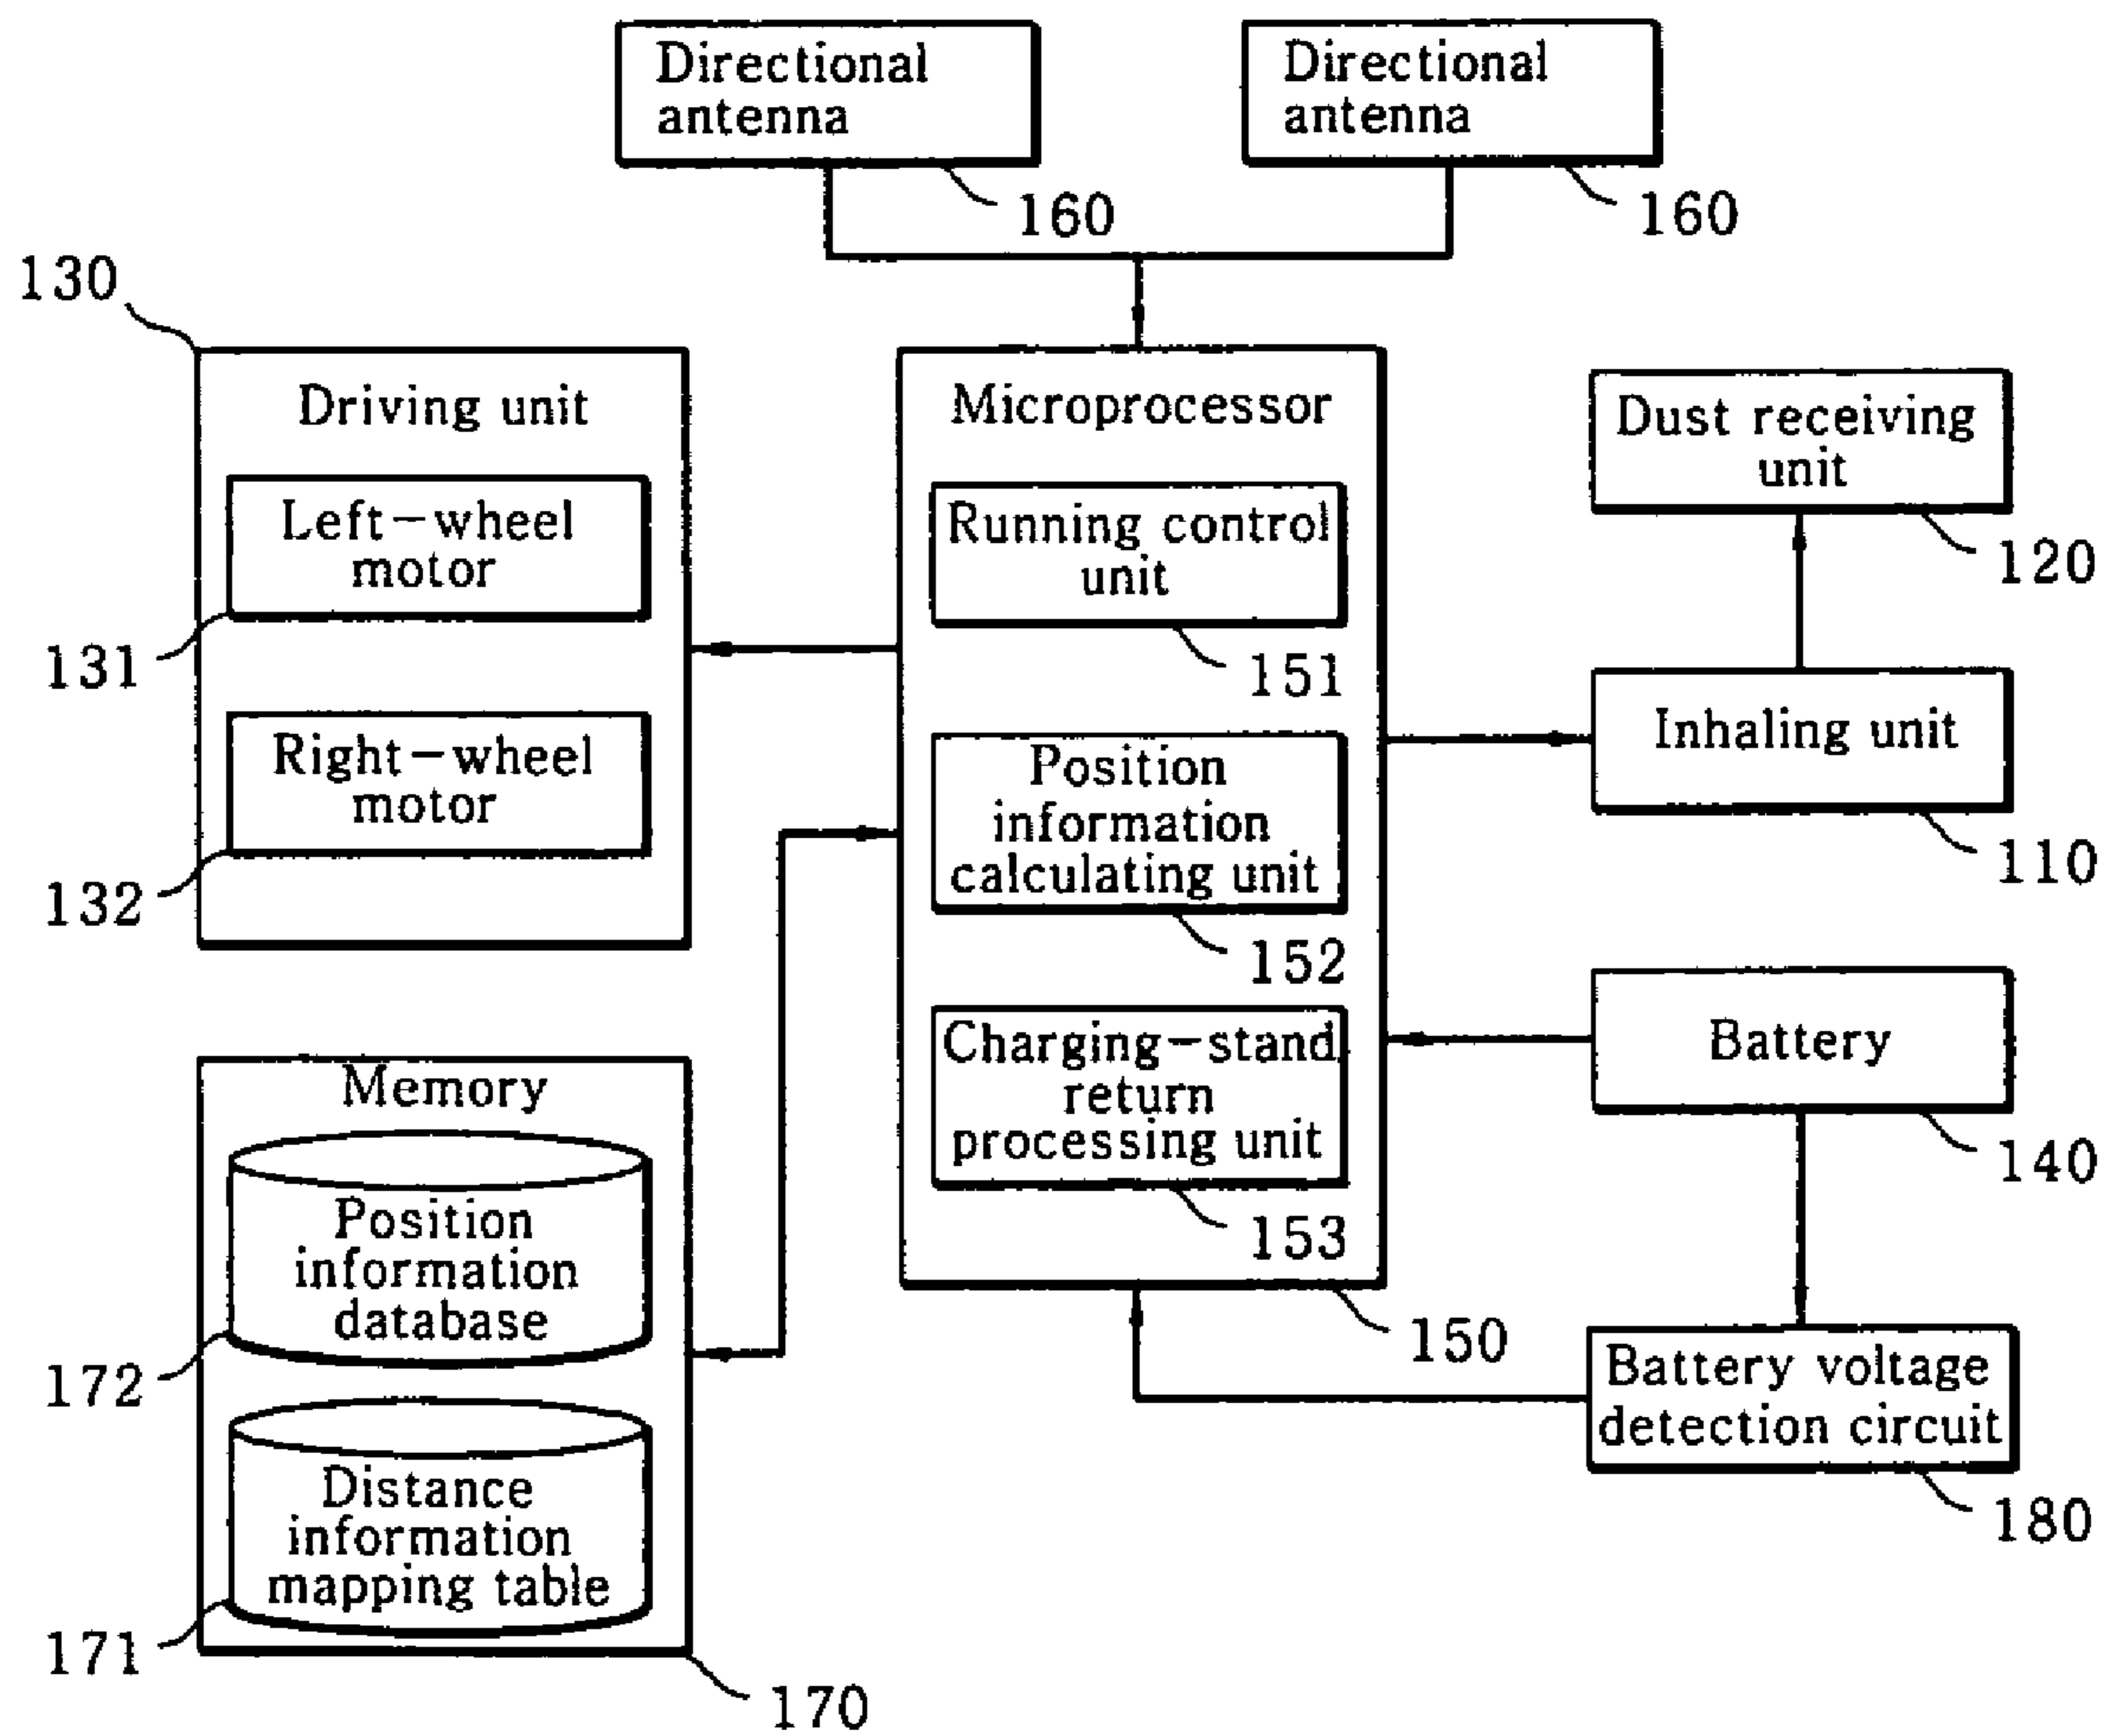 Directional
antenna
160
Directional
antenna
160
130
Driving unit
Left-wheel
motor
131
Right-wheel
motor
132
Microprocessor
Running control
unit
151
Position
information
calculating unit
152
Charging-stand
return
processing unit
153
150
Dust receiving
unit
120
Inhaling unit
110
Battery
140
Battery voltage
detection circuit
180
Memory
Position
information
database
172
Distance
information
mapping table
171
170